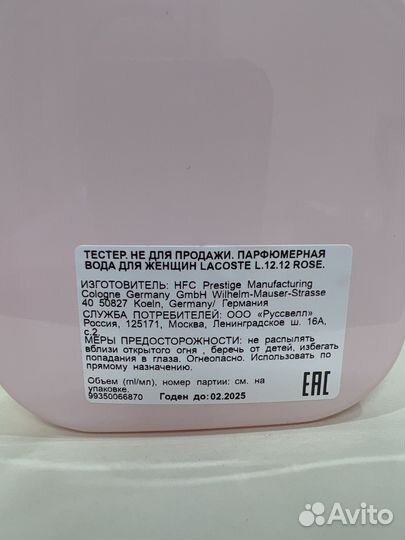 ТЕСТЕР. НЕ ДЛЯ ПРОДАЖИ. ПАРФЮМЕРНАЯ
ВОДА ДЛЯ ЖЕНЩИН LACOSTE L.12.12 ROSE.
ИЗГОТОВИТЕЛЬ: HFC Prestige Manufacturing
Cologne Germany GmbH Wilhelm-Mauser-Strasse
40 50827 Koeln, Germany/ Германия
СЛУЖБА ПОТРЕБИТЕЛЕЙ: ООО «Руссвелл»
Россия, 125171, Москва, Ленинградское ш. 16А,
с.2.
МЕРЫ ПРЕДОСТОРОЖНОСТИ: не распылять
вблизи открытого огня , беречь от детей, избегать
попадания в глаза. Огнеопасно. Использовать по
прямому назначению.
Объем (ml/мл), номер партии: см. на
упаковке.
99350066870 Годен до:02.2025
EAC
Avito